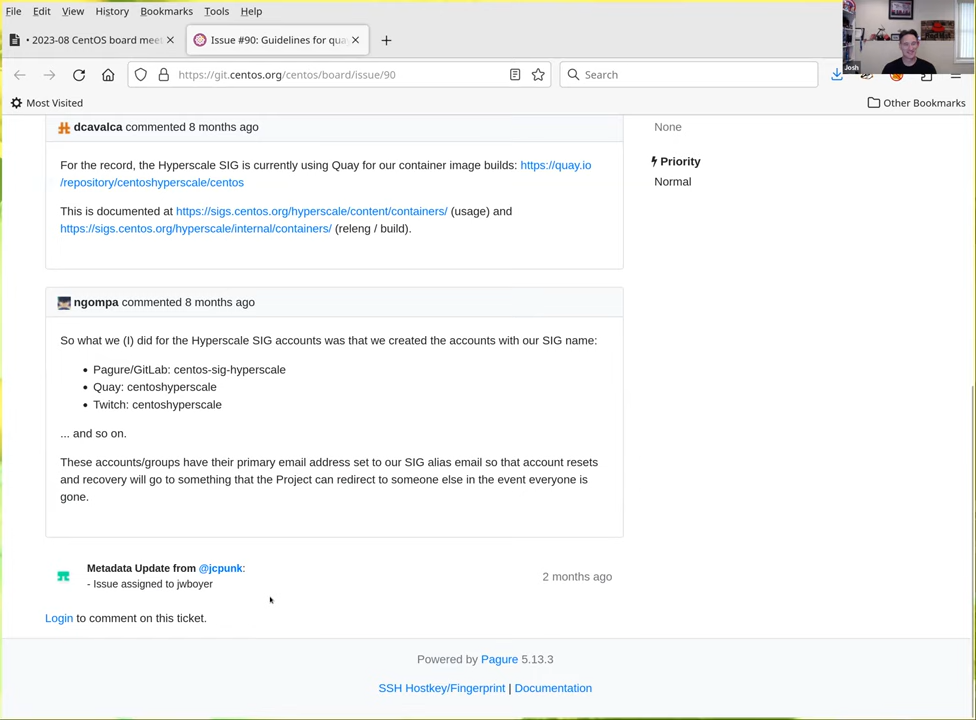 File Edit View History Bookmarks Tools Help
• 2023-08 CentOS board meet
Issue #90: Guidelines for qua
https://git.centos.org/centos/board/issue/90
Search
Josh
Most Visited
Other Bookmarks
dcavalca commented 8 months ago
For the record, the Hyperscale SIG is currently using Quay for our container image builds: https://quay.io
/repository/centoshyperscale/centos
This is documented at https://sigs.centos.org/hyperscale/content/containers/ (usage) and
https://sigs.centos.org/hyperscale/internal/containers/ (releng / build).
None
Priority
Normal
ngompa commented 8 months ago
So what we (I) did for the Hyperscale SIG accounts was that we created the accounts with our SIG name:
• Pagure/GitLab: centos-sig-hyperscale
• Quay: centoshyperscale
• Twitch: centoshyperscale
... and so on.
These accounts/groups have their primary email address set to our SIG alias email so that account resets
and recovery will go to something that the Project can redirect to someone else in the event everyone is
gone.
Metadata Update from @jcpunk:
- Issue assigned to jwboyer
2 months ago
Login to comment on this ticket.
Powered by Pagure 5.13.3
SSH Hostkey/Fingerprint | Documentation